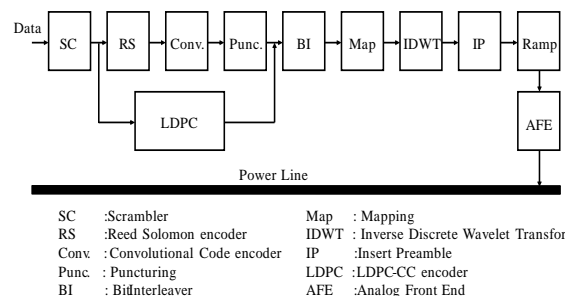 Data
SC
RS
Conv.
Punc.
BI
Map
IDWT
IP
Ramp
LDPC
AFE
Power Line
SC :Scrambler
RS :Reed Solomon encoder
Conv. : Convolutional Code encoder
Punc. : Puncturing
BI : BitInterleaver
Map : Mapping
IDWT : Inverse Discrete Wavelet Transfor
IP : Insert Preamble
LDPC :LDPC-CC encoder
AFE :Analog Front End